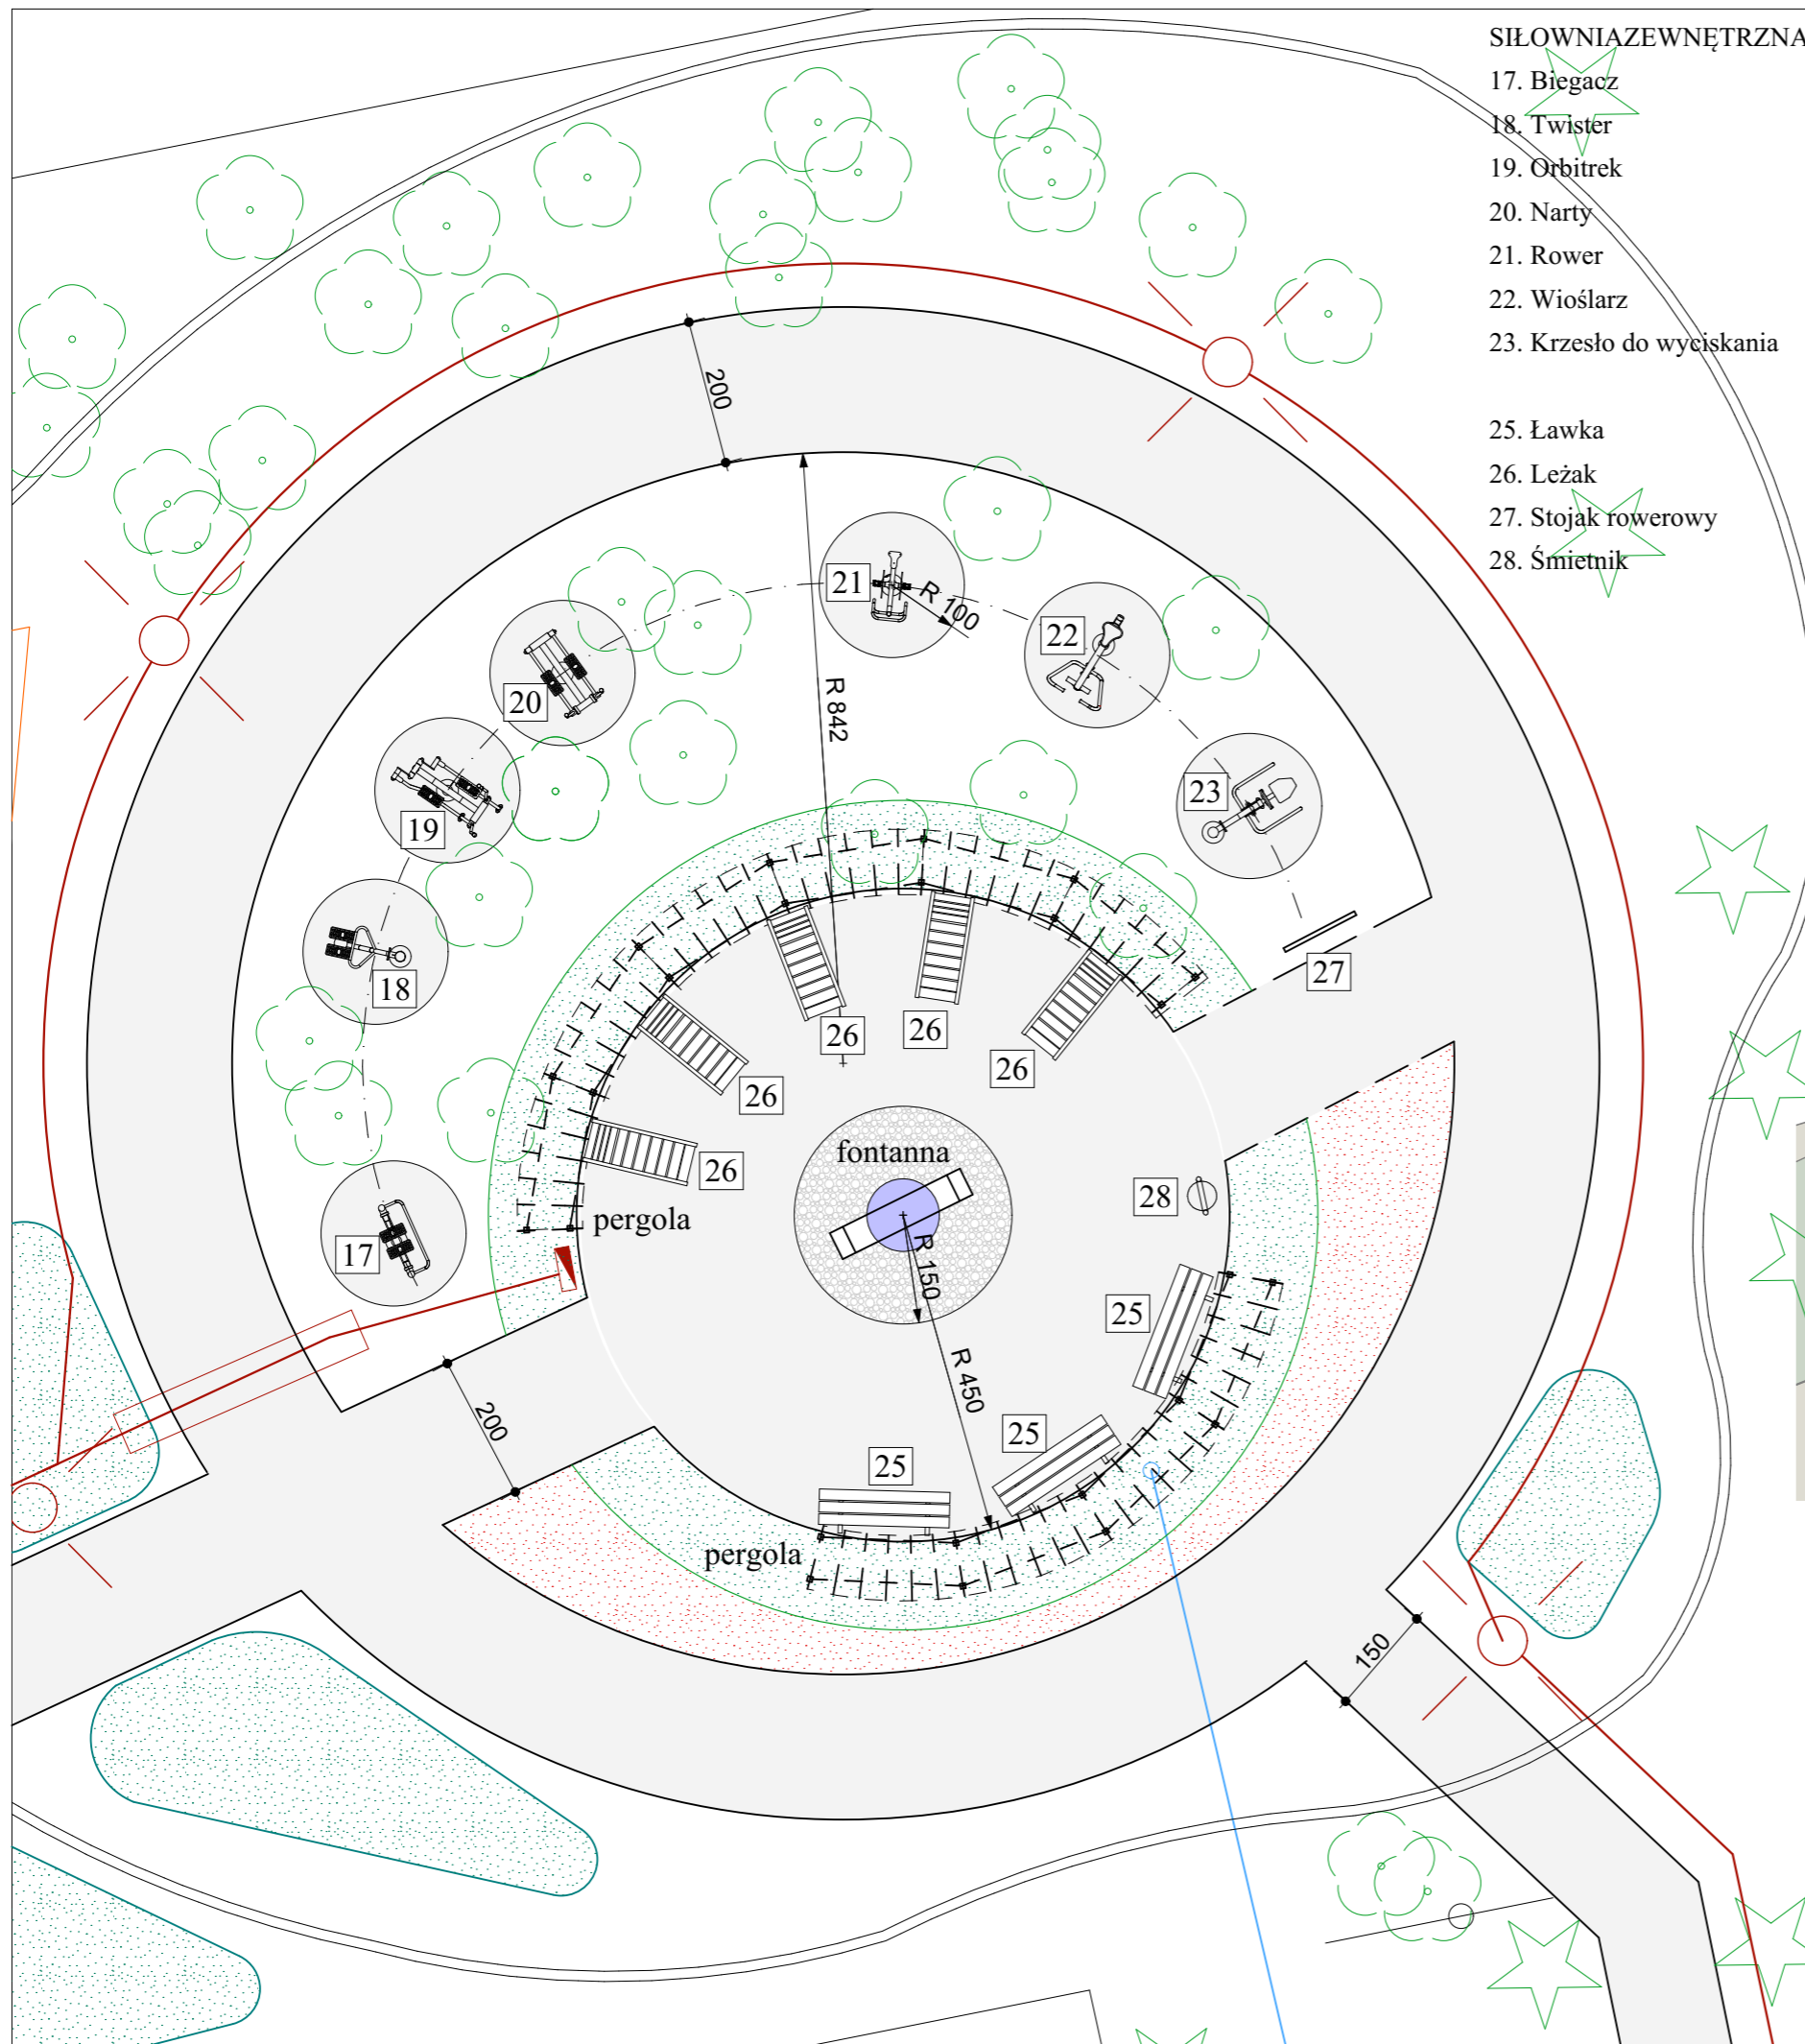 SIŁOWNIAZEWNĘTRZNA
17. Biegacz
18. Twister
19. Orbitrek
20. Narty
21. Rower
22. Wioślarz
23. Krzesło do wyciskania
25. Ławka
26. Leżak
27. Stojak rowerowy
28. Śmietnik
200
21
R 100
22
20
R 842
23
19
18
27
26
26
26
26
26
fontanna
28
pergola
17
R 150
25
R 450
200
25
25
pergola
150